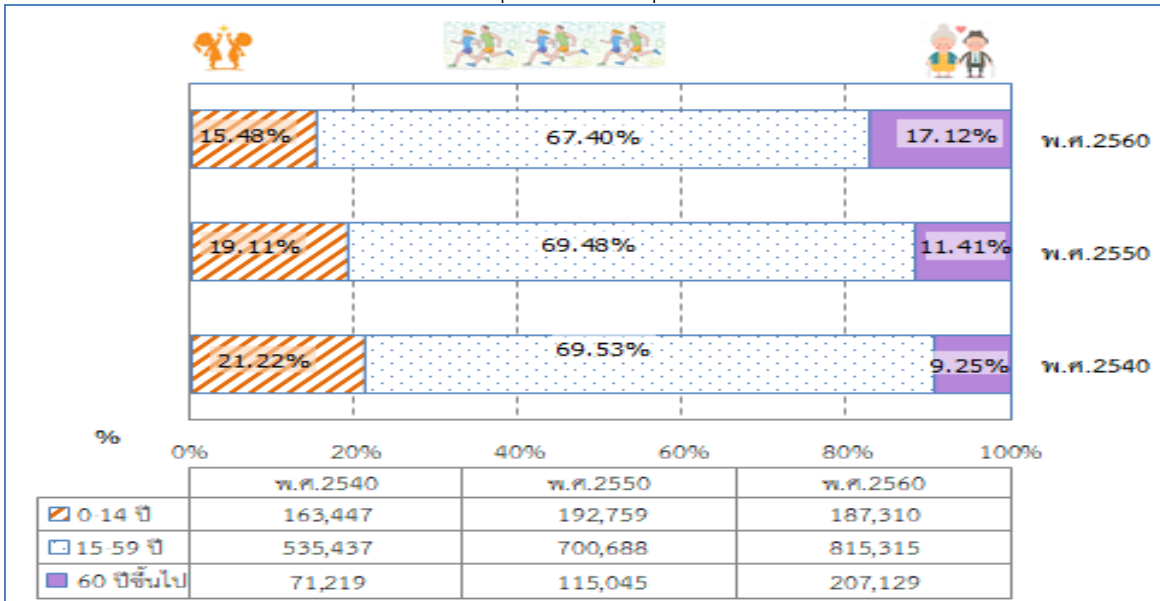 15.48% 67.40% 17.12% พ.ศ.2560
19.11% 69.48% 11.41% พ.ศ.2550
21.22% 69.53% 9.25% พ.ศ.2540
%
0% 20% 40% 60% 80% 100%
พ.ศ.2540 พ.ศ.2550 พ.ศ.2560
0-14 ปี 163,447 192,759 187,310
15-59 ปี 535,437 700,688 815,315
60 ปีขึ้นไป 71,219 115,045 207,129